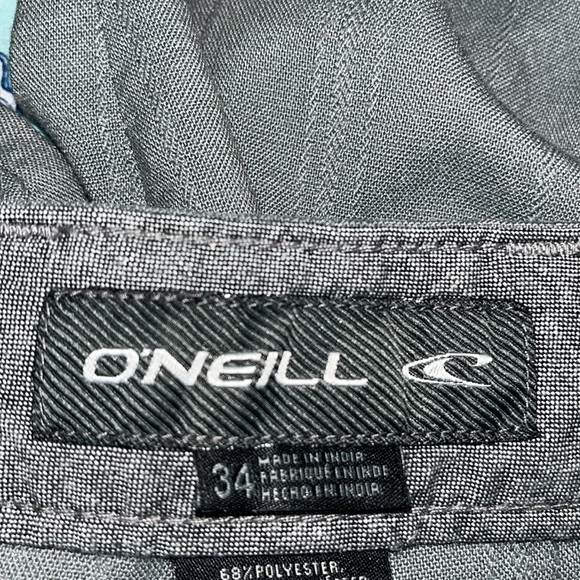 O'NEILL
34
MADE IN INDIA
FABRIQUÉ EN INDE
HECHO EN INDIA
68% POLYESTER,